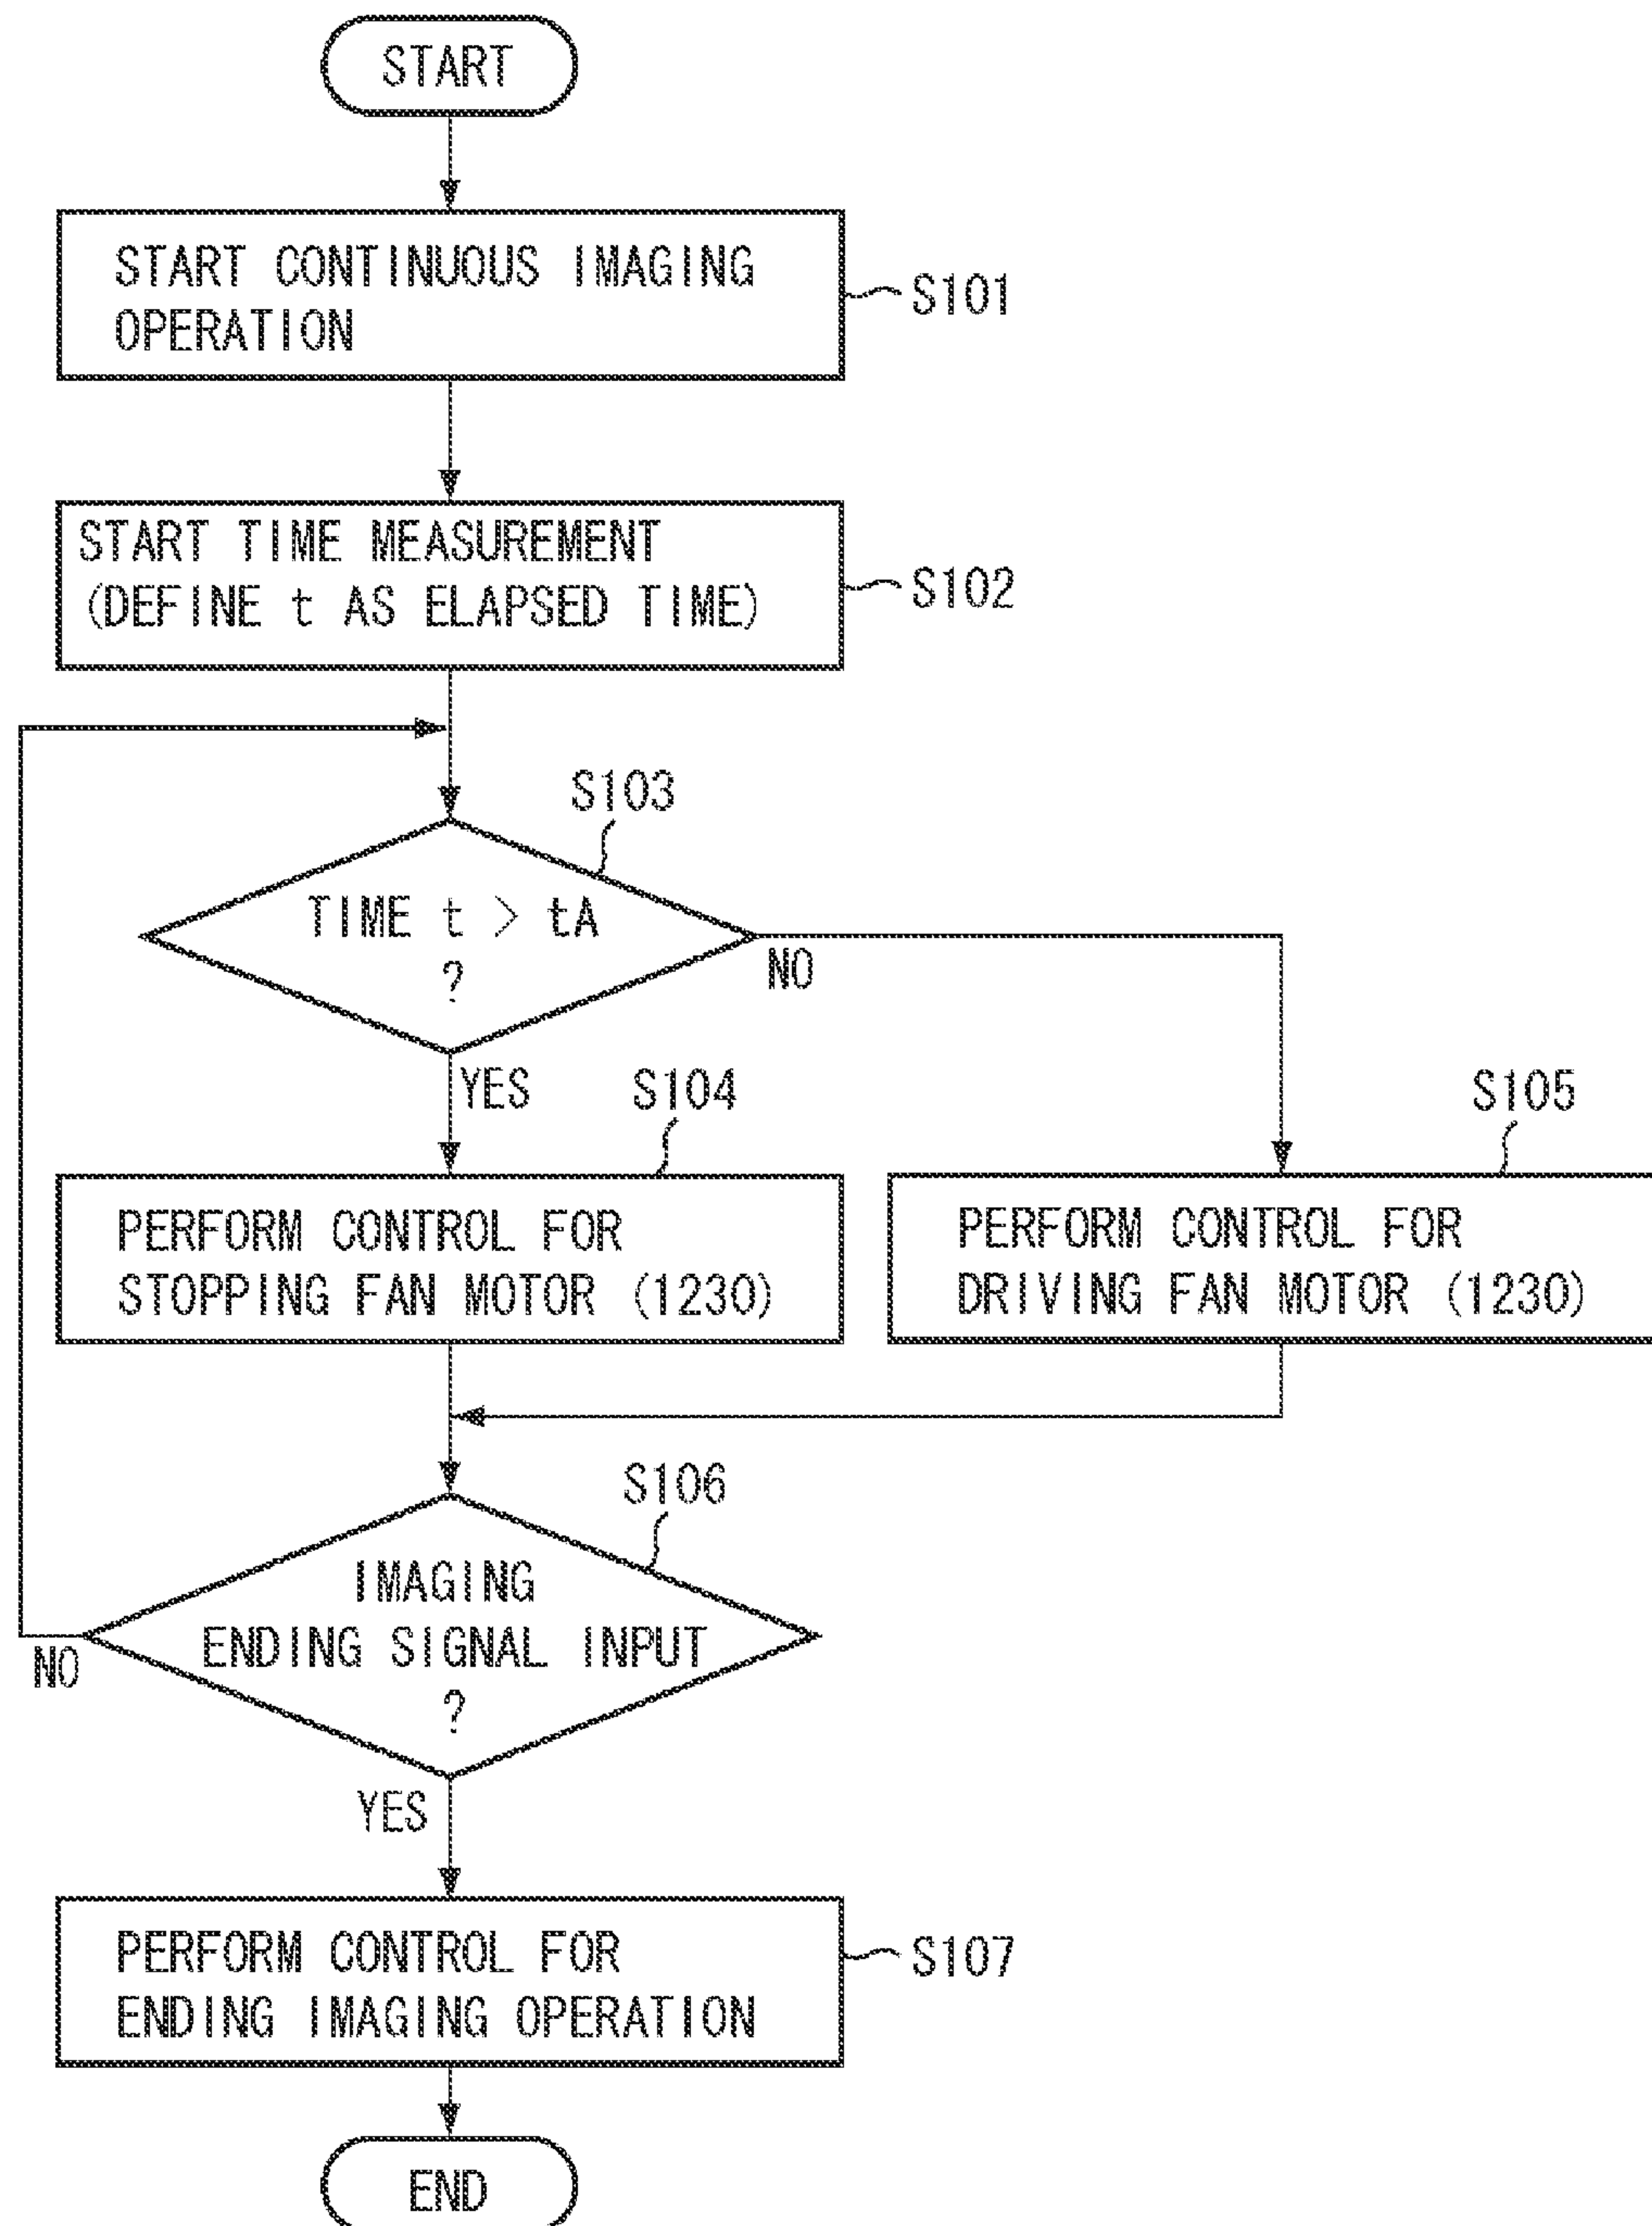 START
START CONTINUOUS IMAGING
OPERATION
S101
START TIME MEASUREMENT
(DEFINE t AS ELAPSED TIME)
S102
S103
TIME t > tA
?
NO
YES
S104
S105
PERFORM CONTROL FOR
STOPPING FAN MOTOR (1230)
PERFORM CONTROL FOR
DRIVING FAN MOTOR (1230)
S106
IMAGING
ENDING SIGNAL INPUT
?
NO
YES
PERFORM CONTROL FOR
ENDING IMAGING OPERATION
S107
END